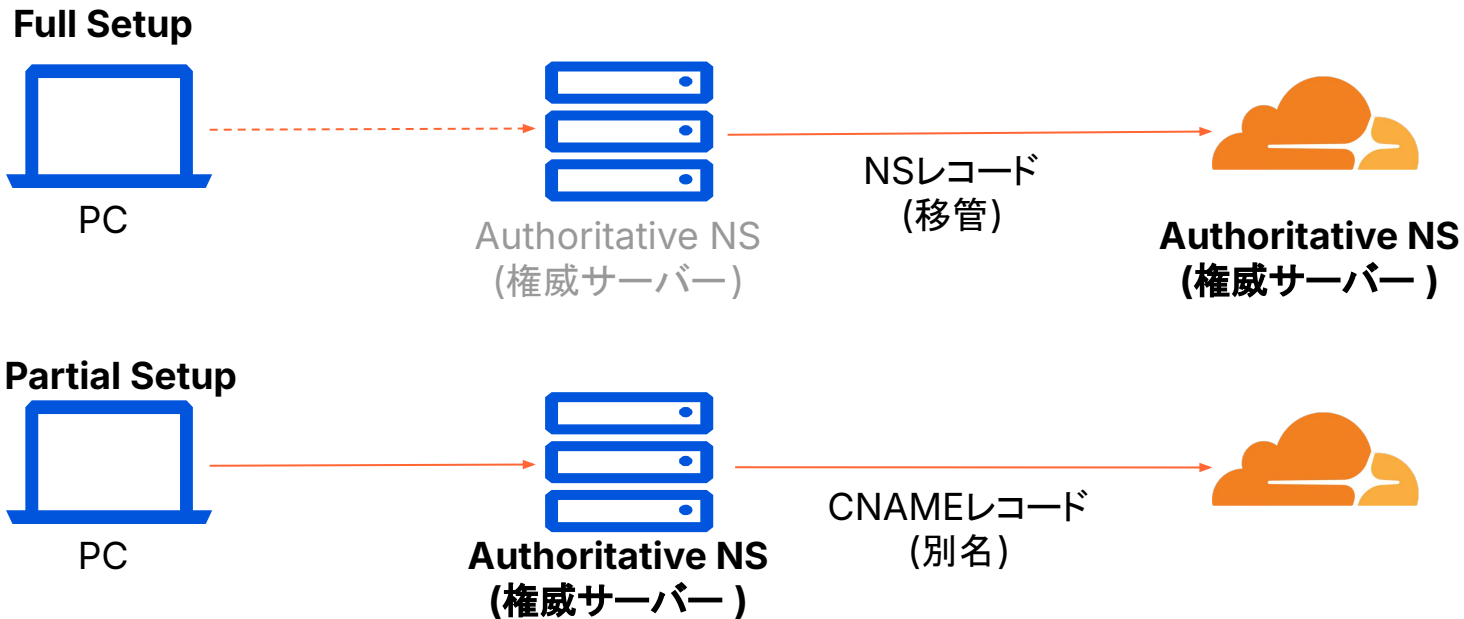 Full Setup
PC
Authoritative NS
(権威サーバー)
NSレコード
(移管)
Authoritative NS
(権威サーバー )
Partial Setup
PC
Authoritative NS
(権威サーバー )
CNAMEレコード
(別名)